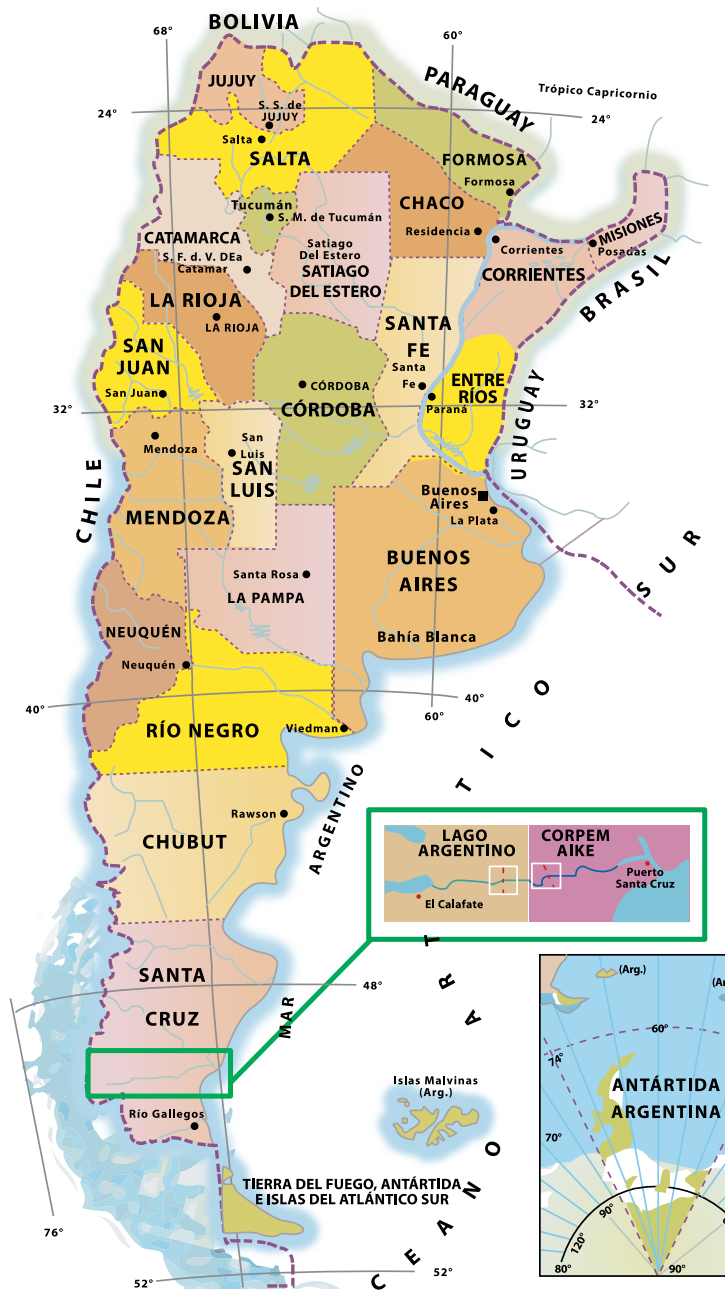 BOLIVIA
68°
60°
PARAGUAY
Trópico Capricornio
JUJUY
24°
24°
S. S. de
JUJUY
Salta
SALTA
FORMOSA
Formosa
Tucumán
S. M. de Tucumán
CHACO
Residencia
CATAMARCA
S. F. d. V. DEa
Catamar
Satiago
Del Estero
SATIAGO
DEL ESTERO
Corrientes
CORRIENTES
MISIONES
Posadas
BRASIL
LA RIOJA
LA RIOJA
SANTA
FE
Santa
Fe
SAN
JUAN
San Juan
CÓRDOBA
CÓRDOBA
ENTRE
RÍOS
Paraná
32°
32°
URUGUAY
Mendoza
San
Luis
SAN
LUIS
CHILE
MENDOZA
Buenos
Aires
La Plata
BUENOS
AIRES
SUR
Santa Rosa
LA PAMPA
NEUQUÉN
Neuquén
Bahía Blanca
40°
40°
60°
RÍO NEGRO
Viedman
CHUBUT
Rawson
MAR ARGENTINO
LAGO
ARGENTINO
El Calafate
CORPEM
AIKE
Puerto
Santa Cruz
SANTA
CRUZ
48°
Río Gallegos
Islas Malvinas
(Arg.)
CEANO
ARTTICO
TIERRA DEL FUEGO, ANTÁRTIDA
E ISLAS DEL ATLÁNTICO SUR
76°
52°
52°
(Arg.)
(Ar
60°
74°
ANTÁRTIDA
ARGENTINA
70°
90°
120°
80°
90°